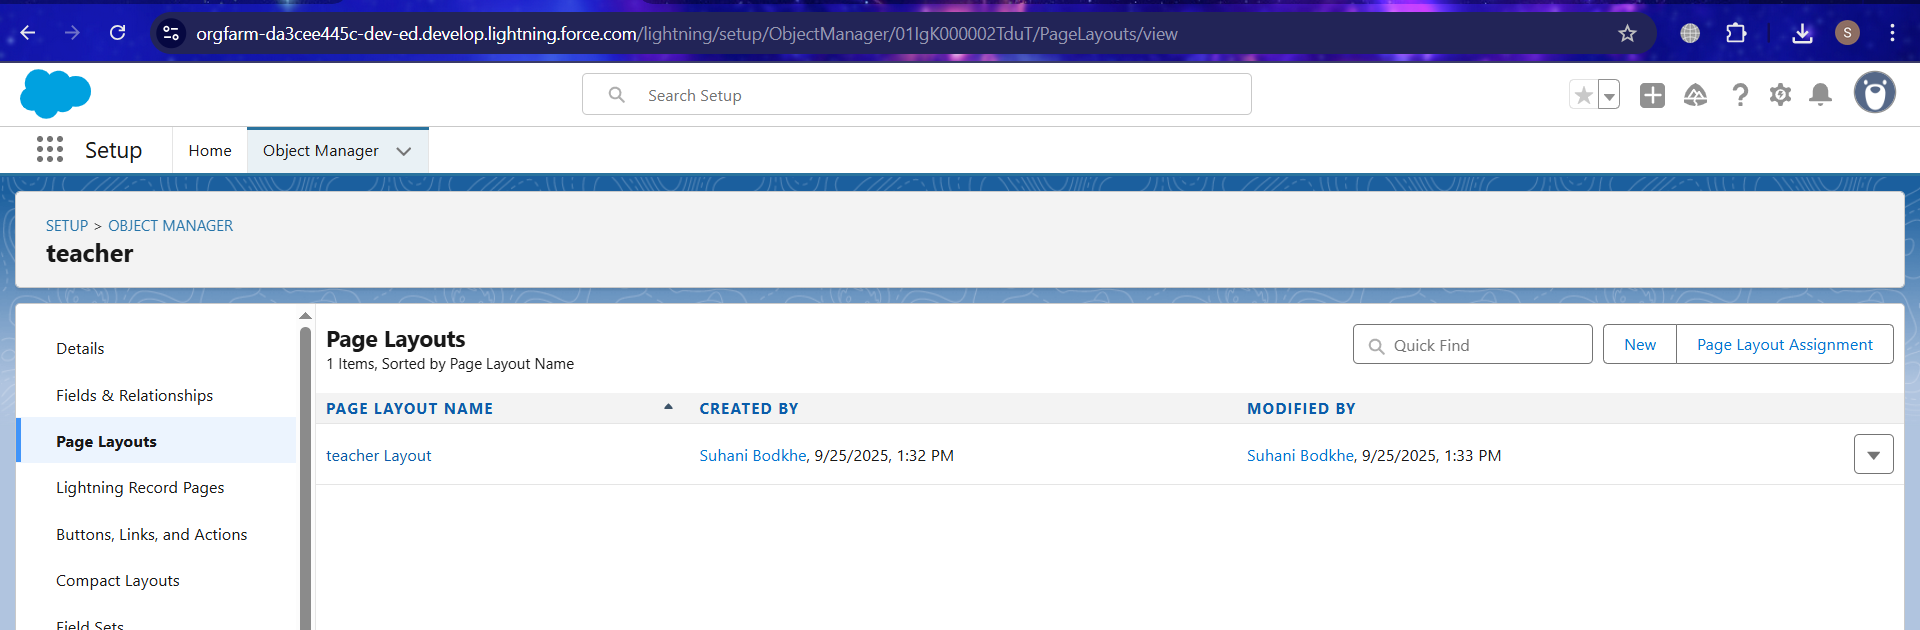 orgfarm-da3cee445c-dev-ed.develop.lightning.force.com/lightning/setup/ObjectManager/01IgK000002TduT/PageLayouts/view
S
Search Setup
Setup
Home
Object Manager
SETUP > OBJECT MANAGER
teacher
Details
Fields & Relationships
Page Layouts
Lightning Record Pages
Buttons, Links, and Actions
Compact Layouts
Field Sets
Page Layouts
1 Items, Sorted by Page Layout Name
Quick Find
New
Page Layout Assignment
PAGE LAYOUT NAME
CREATED BY
MODIFIED BY
teacher Layout
Suhani Bodkhe, 9/25/2025, 1:32 PM
Suhani Bodkhe, 9/25/2025, 1:33 PM